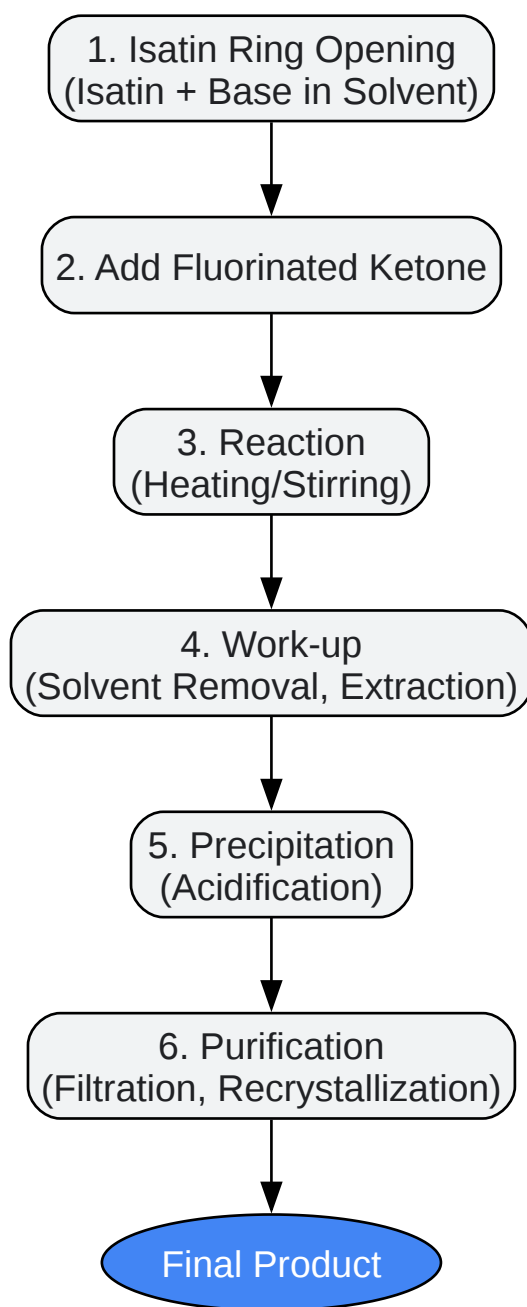 1. Isatin Ring Opening
(Isatin + Base in Solvent)
2. Add Fluorinated Ketone
3. Reaction
(Heating/Stirring)
4. Work-up
(Solvent Removal, Extraction)
5. Precipitation
(Acidification)
6. Purification
(Filtration, Recrystallization)
Final Product